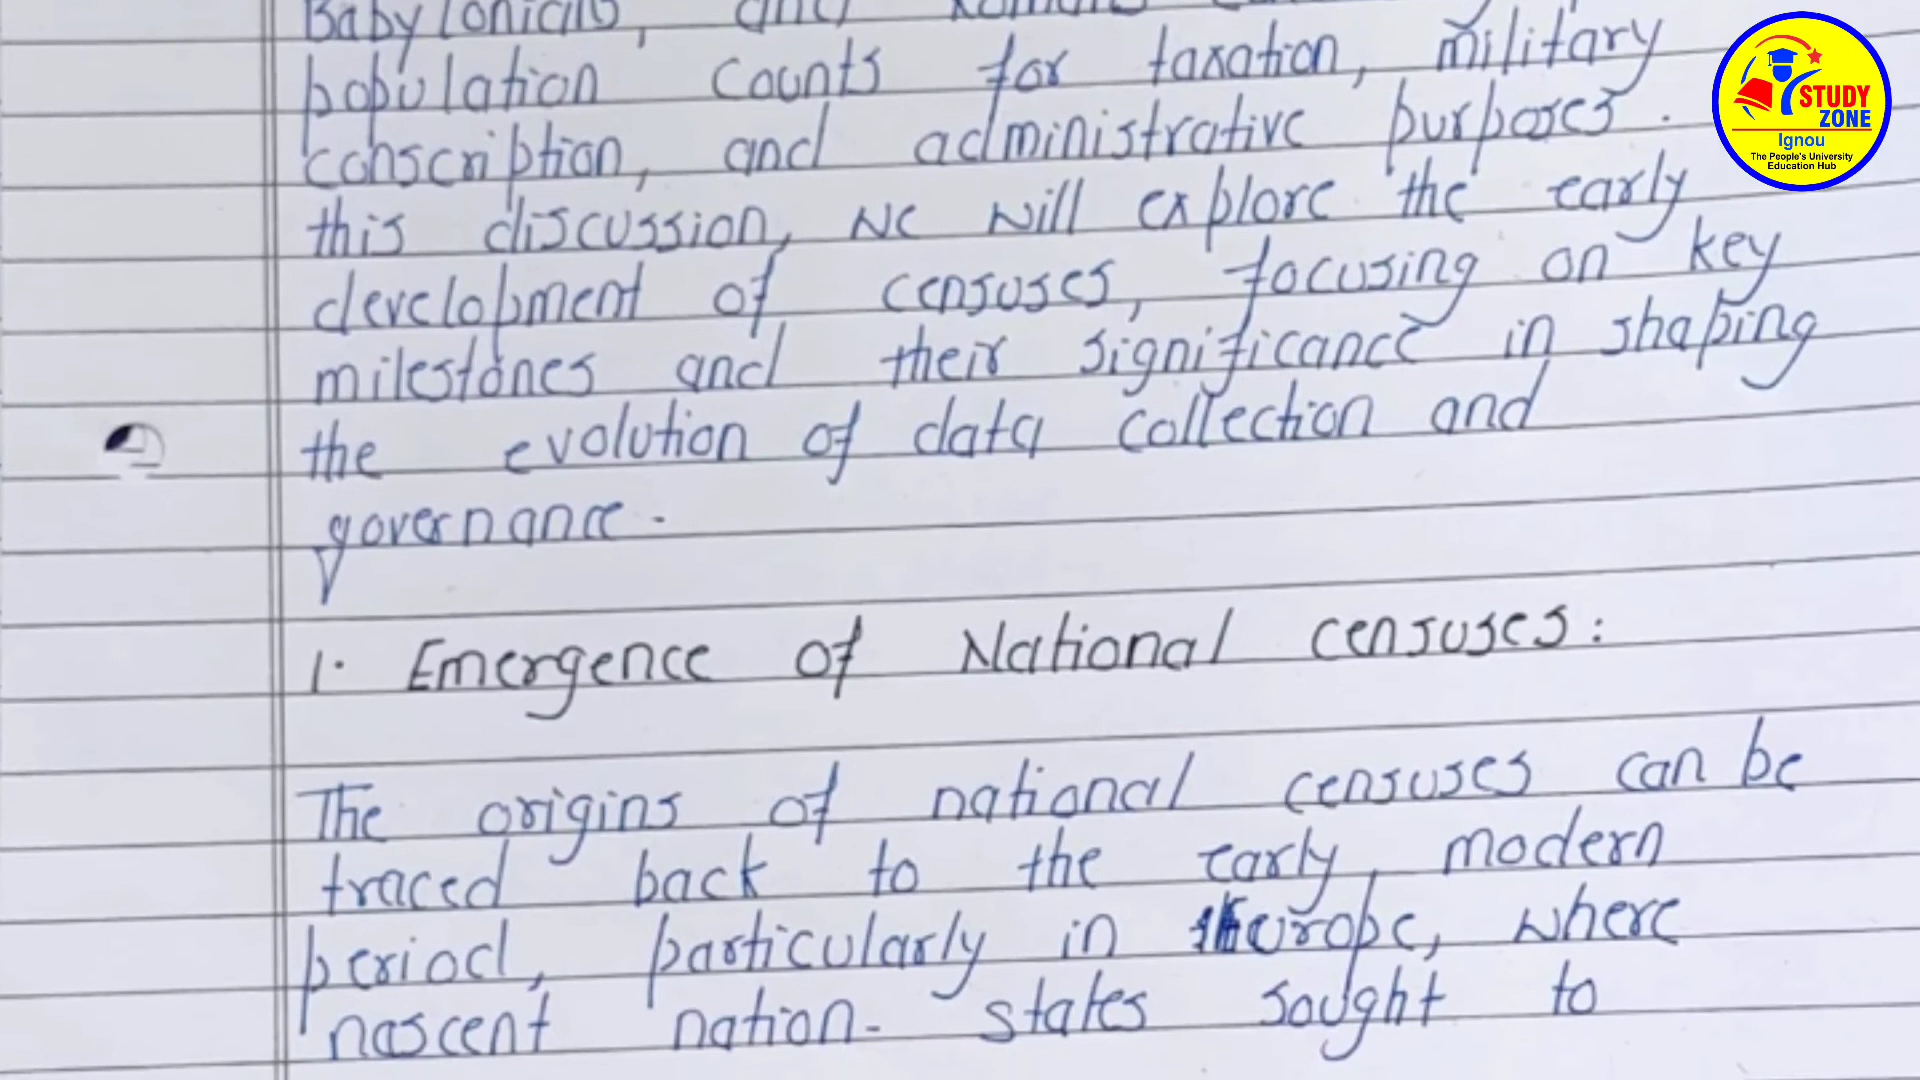 Babylonians, and Romans
population counts for taxation, military
conscription, and administrative purposes.
this discussion, we will explore the early
development of censuses, focusing on key
milestones and their significance in shaping
the evolution of data collection and
governance.
1. Emergence of National censuses:
The origins of national censuses can be
traced back to the early modern
period, particularly in Europe, where
nascent nation-states sought to
STUDY
ZONE
Ignou
The People's University
Education Hub